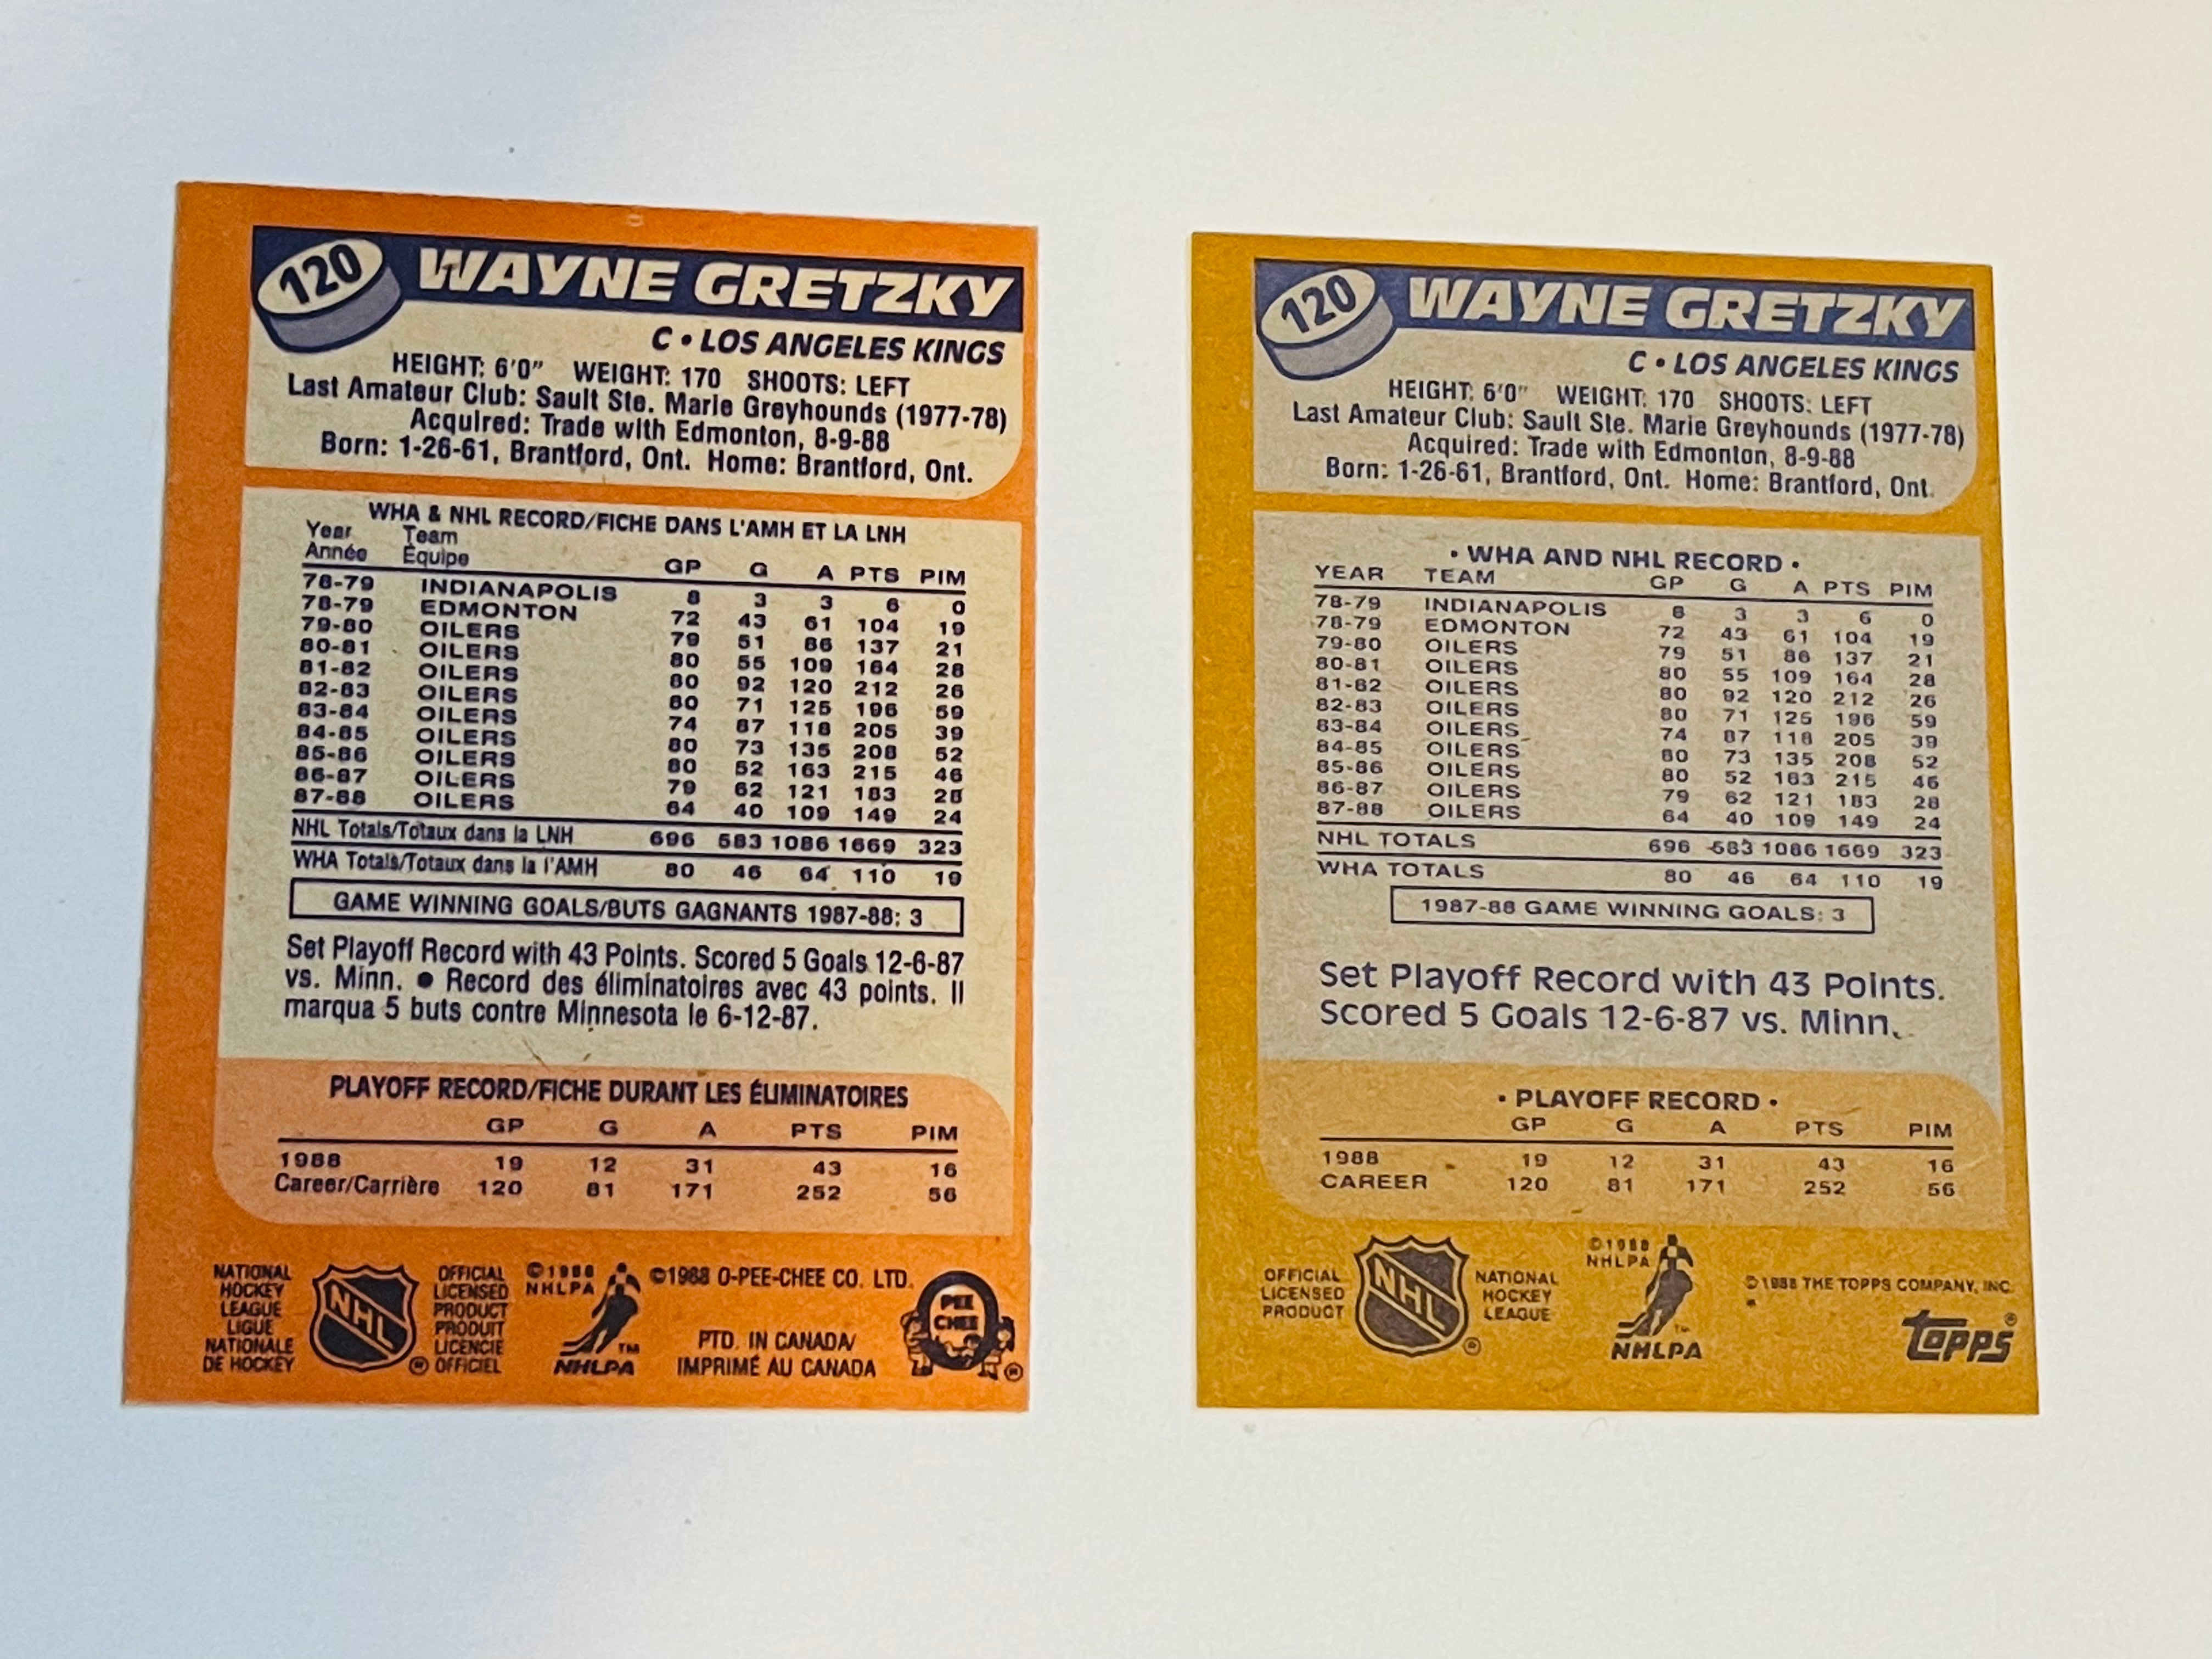 120
WAYNE GRETZKY
C • LOS ANGELES KINGS
HEIGHT: 6'0" WEIGHT: 170 SHOOTS: LEFT
Last Amateur Club: Sault Ste. Marie Greyhounds (1977-78)
Acquired: Trade with Edmonton, 8-9-88
Born: 1-26-61, Brantford, Ont. Home: Brantford, Ont.
WHA & NHL RECORD/FICHE DANS L'AMH ET LA LNH
Year Team
Année Équipe GP G A PTS PIM
78-79 INDIANAPOLIS 8 3 3 6 0
78-79 EDMONTON 72 43 61 104 19
79-80 OILERS 79 51 86 137 21
80-81 OILERS 80 55 109 164 28
81-82 OILERS 80 92 120 212 26
82-83 OILERS 80 71 125 196 59
83-84 OILERS 74 87 118 205 39
84-85 OILERS 80 73 135 208 52
85-86 OILERS 80 52 163 215 46
86-87 OILERS 79 62 121 183 28
87-88 OILERS 64 40 109 149 24
NHL Totals/Totaux dans la LNH 696 583 1086 1669 323
WHA Totals/Totaux dans la l'AMH 80 46 64 110 19
GAME WINNING GOALS/BUTS GAGNANTS 1987-88: 3
Set Playoff Record with 43 Points. Scored 5 Goals 12-6-87
vs. Minn. ● Record des éliminatoires avec 43 points. Il
marqua 5 buts contre Minnesota le 6-12-87.
PLAYOFF RECORD/FICHE DURANT LES ÉLIMINATOIRES
GP G A PTS PIM
1988 19 12 31 43 16
Career/Carrière 120 81 171 252 56
NATIONAL
HOCKEY
LEAGUE
LIGUE
NATIONALE
DE HOCKEY
NHL
®
OFFICIAL
LICENSED
PRODUCT
PRODUIT
LICENCIE
OFFICIEL
©1988
NHLPA
TM
NHLPA
©1988 O-PEE-CHEE CO. LTD.
PTD. IN CANADA/
IMPRIMÉ AU CANADA
PEE
CHEE
®
120
WAYNE GRETZKY
C • LOS ANGELES KINGS
HEIGHT: 6'0" WEIGHT: 170 SHOOTS: LEFT
Last Amateur Club: Sault Ste. Marie Greyhounds (1977-78)
Acquired: Trade with Edmonton, 8-9-88
Born: 1-26-61, Brantford, Ont. Home: Brantford, Ont.
• WHA AND NHL RECORD •
YEAR TEAM GP G A PTS PIM
78-79 INDIANAPOLIS 8 3 3 6 0
78-79 EDMONTON 72 43 61 104 19
79-80 OILERS 79 51 86 137 21
80-81 OILERS 80 55 109 164 28
81-82 OILERS 80 92 120 212 26
82-83 OILERS 80 71 125 196 59
83-84 OILERS 74 87 118 205 39
84-85 OILERS 80 73 135 208 52
85-86 OILERS 80 52 163 215 46
86-87 OILERS 79 62 121 183 28
87-88 OILERS 64 40 109 149 24
NHL TOTALS 696 583 1086 1669 323
WHA TOTALS 80 46 64 110 19
1987-88 GAME WINNING GOALS: 3
Set Playoff Record with 43 Points.
Scored 5 Goals 12-6-87 vs. Minn.
• PLAYOFF RECORD •
GP G A PTS PIM
1988 19 12 31 43 16
CAREER 120 81 171 252 56
OFFICIAL
LICENSED
PRODUCT
NHL
®
NATIONAL
HOCKEY
LEAGUE
©1988
NHLPA
TM
NHLPA
©1988 THE TOPPS COMPANY, INC.
*
Topps®